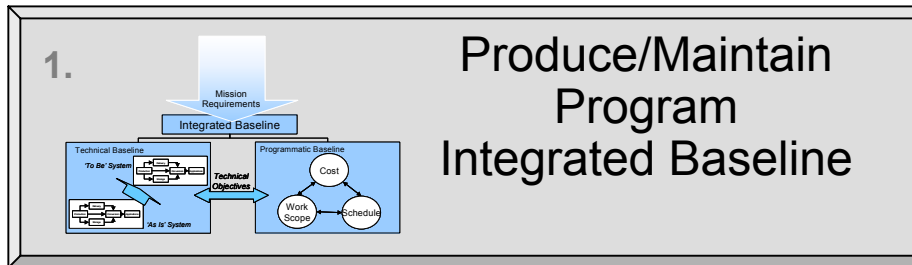 1.
Produce/Maintain
Program
Integrated Baseline
Mission
Requirements
Integrated Baseline
Technical Baseline
'To Be' System
'As Is' System
Technical
Objectives
Programmatic Baseline
Cost
Work
Scope
Schedule